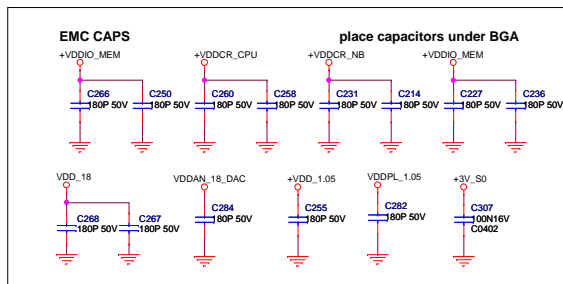 EMC CAPS
place capacitors under BGA
+VDDIO_MEM
+VDDCR_CPU
+VDDCR_NB
+VDDIO_MEM
C266
180P 50V
C250
180P 50V
C260
180P 50V
C258
180P 50V
C231
180P 50V
C214
180P 50V
C227
180P 50V
C236
180P 50V
VDD_18
VDDAN_18_DAC
+VDD_1.05
VDDPL_1.05
+3V_S0
C268
180P 50V
C267
180P 50V
C284
180P 50V
C255
180P 50V
C282
180P 50V
C307
100N16V
C0402